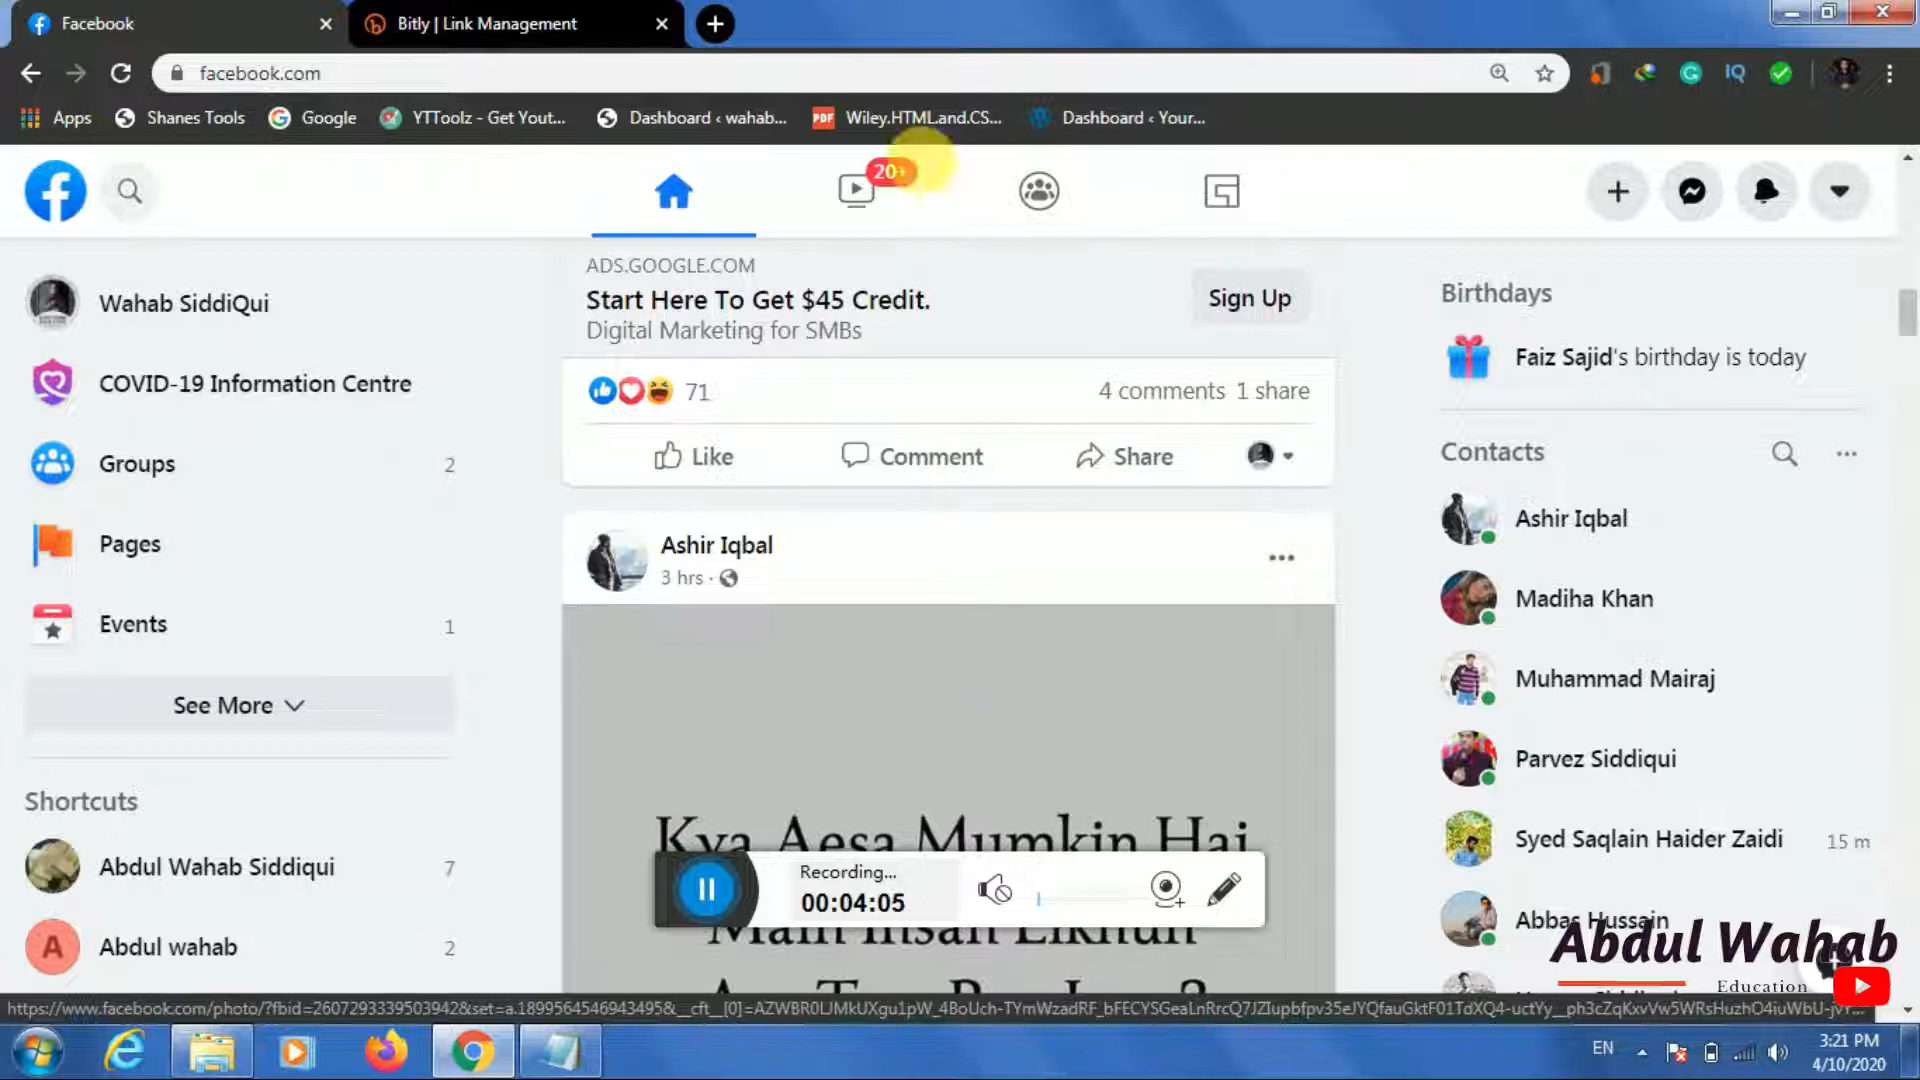 Facebook
Bitly | Link Management
facebook.com
Apps
Shanes Tools
Google
YTToolz - Get Yout...
Dashboard ‹ wahab...
PDF
Wiley.HTML.and.CS...
Dashboard ‹ Your...
IQ
20+
Wahab SiddiQui
COVID-19 Information Centre
Groups
2
Pages
Events
1
See More
Shortcuts
Abdul Wahab Siddiqui
7
A
Abdul wahab
2
ADS.GOOGLE.COM
Start Here To Get $45 Credit.
Digital Marketing for SMBs
Sign Up
71
4 comments 1 share
Like
Comment
Share
Ashir Iqbal
3 hrs ·
Kya Aesa Mumkin Hai
Main Insan Likhun
Recording...
00:04:05
Birthdays
Faiz Sajid's birthday is today
Contacts
Ashir Iqbal
Madiha Khan
Muhammad Mairaj
Parvez Siddiqui
Syed Saqlain Haider Zaidi
15 m
Abbas Hussain
Abdul Wahab
Education
EN
3:21 PM
4/10/2020